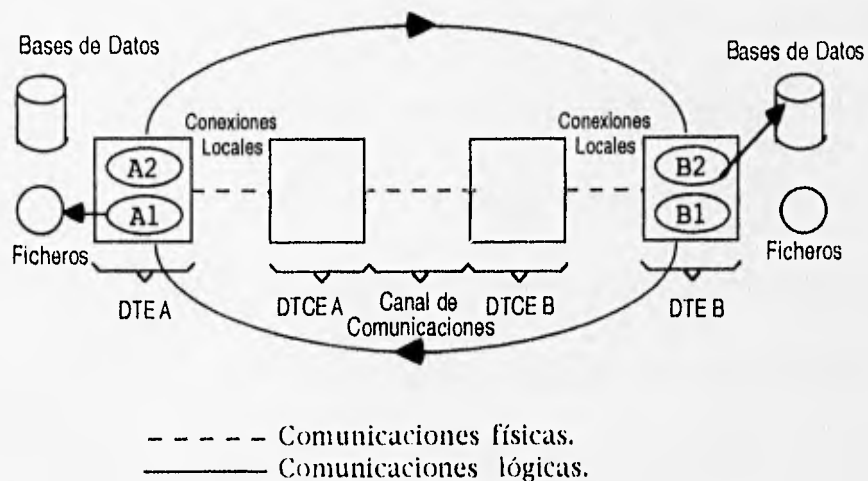 Bases de Datos
Bases de Datos
Conexiones
Locales
Conexiones
Locales
A2
A1
B2
B1
Ficheros
Ficheros
DTE A
DTCE A
Canal de
Comunicaciones
DTCE B
DTE B
Comunicaciones físicas.
Comunicaciones lógicas.